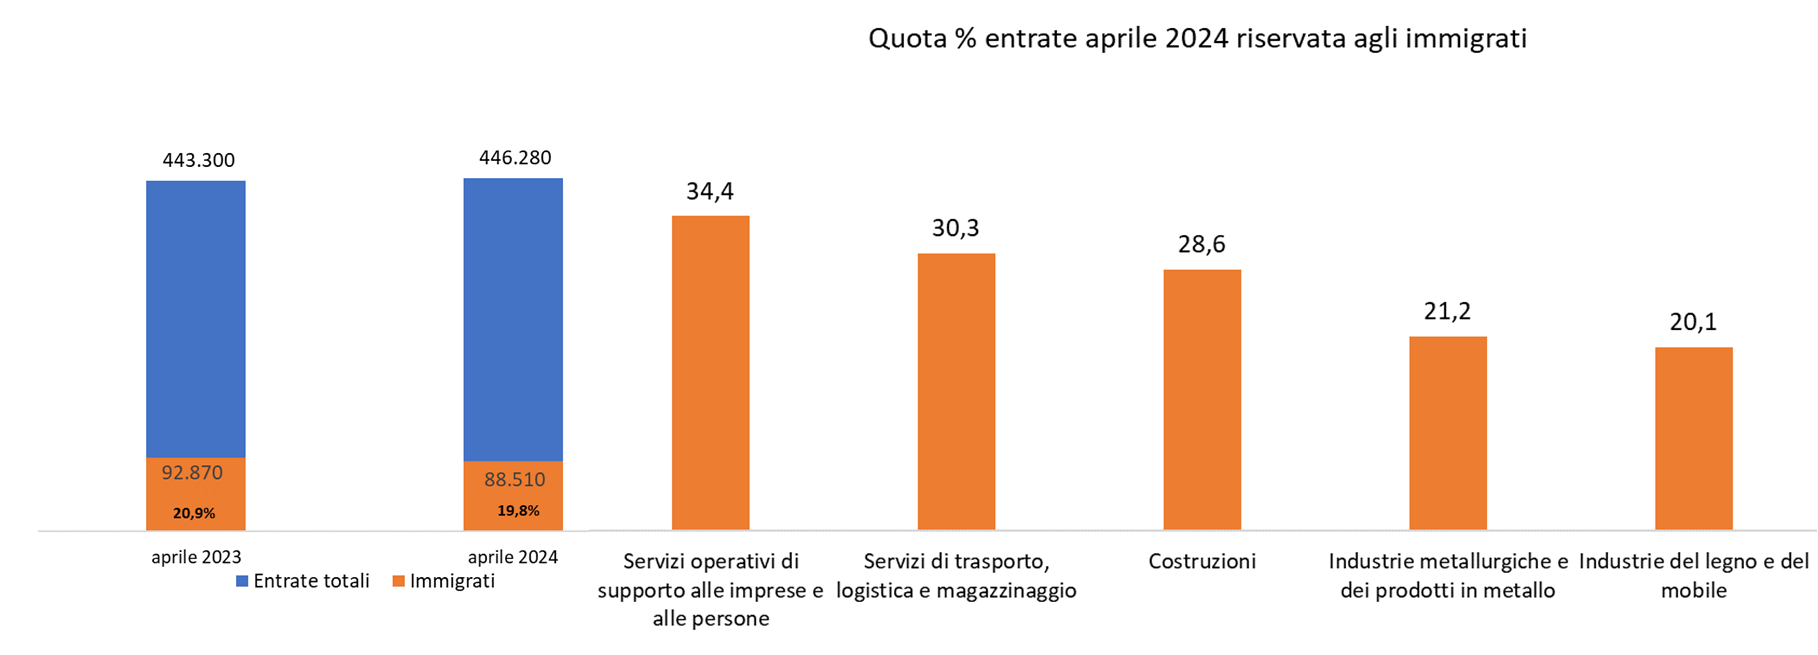 Quota % entrate aprile 2024 riservata agli immigrati
443.300
446.280
92.870
20,9%
88.510
19,8%
aprile 2023
aprile 2024
Entrate totali
Immigrati
34,4
30,3
28,6
21,2
20,1
Servizi operativi di
supporto alle imprese e
alle persone
Servizi di trasporto,
logistica e magazzinaggio
Costruzioni
Industrie metallurgiche e
dei prodotti in metallo
Industrie del legno e del
mobile